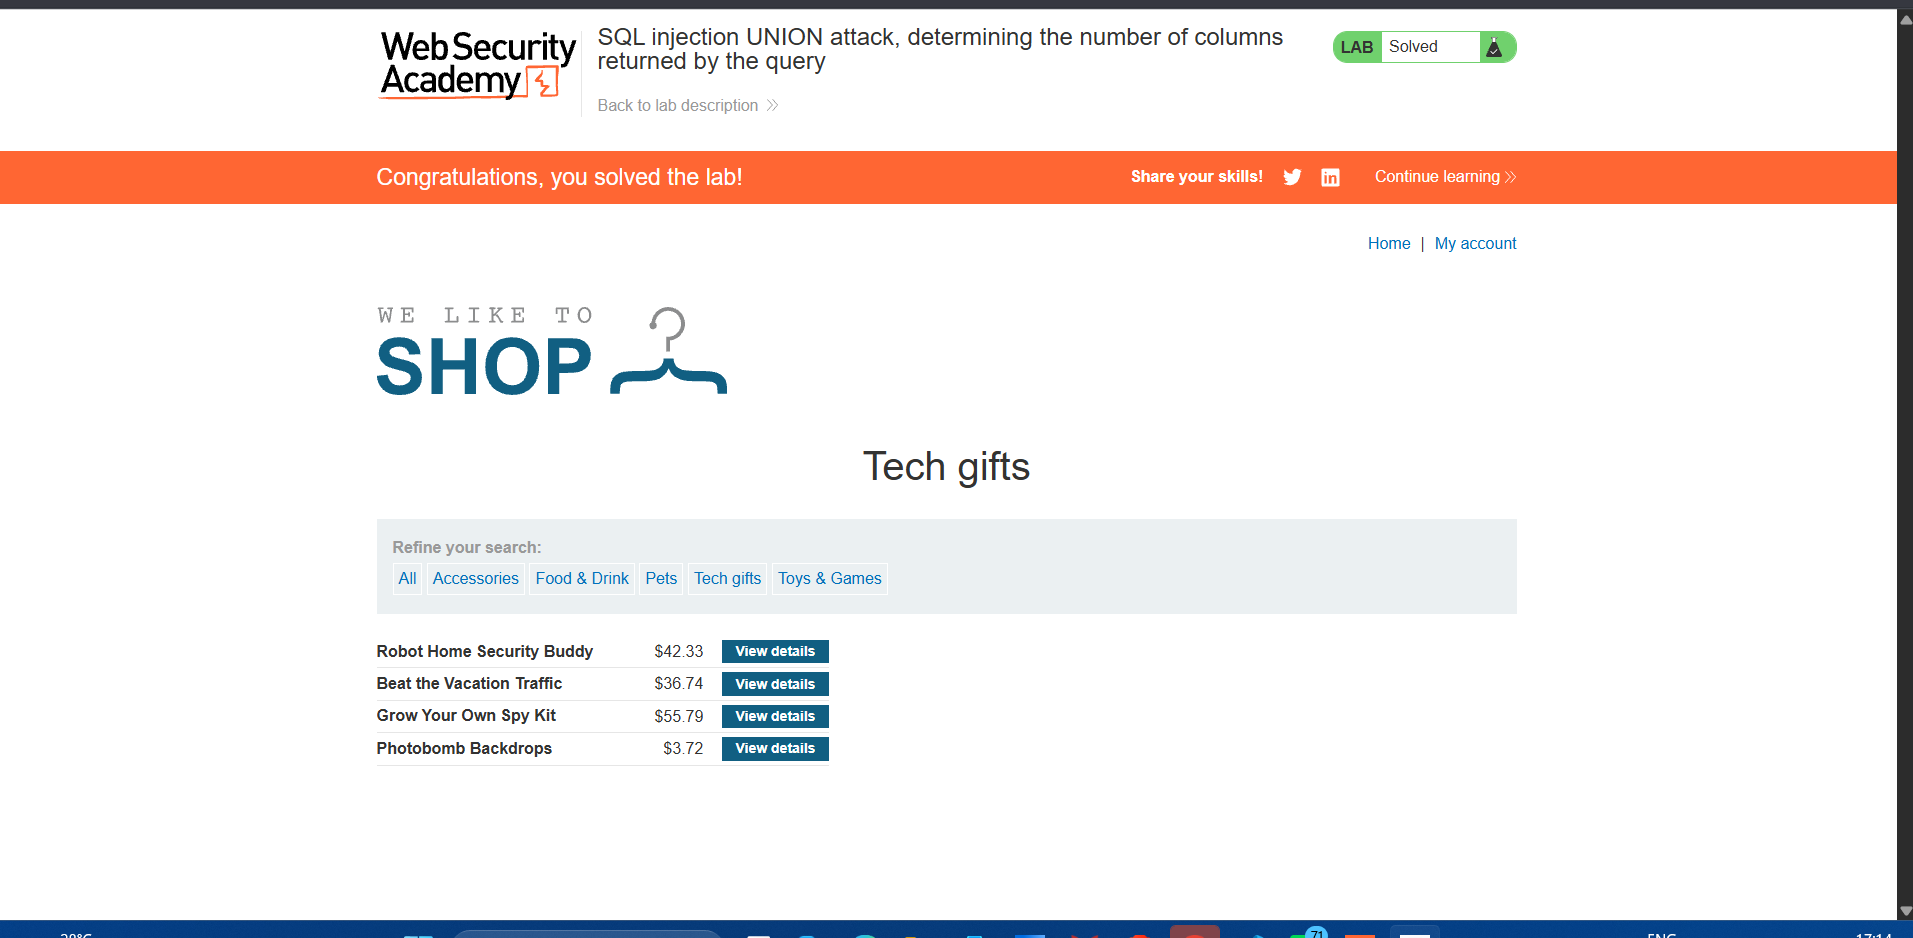 Web Security
Academy
SQL injection UNION attack, determining the number of columns
returned by the query
Back to lab description
LAB Solved
Congratulations, you solved the lab!
Share your skills!
Continue learning
Home | My account
WE LIKE TO
SHOP
Tech gifts
Refine your search:
All Accessories Food & Drink Pets Tech gifts Toys & Games
Robot Home Security Buddy $42.33 View details
Beat the Vacation Traffic $36.74 View details
Grow Your Own Spy Kit $55.79 View details
Photobomb Backdrops $3.72 View details
71